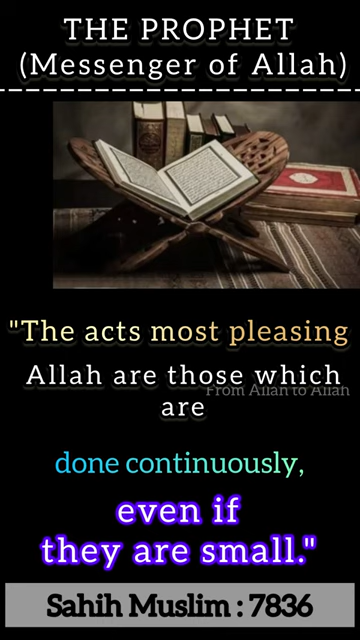 THE PROPHET
(Messenger of Allah)
"The acts most pleasing
Allah are those which
From Allah to Allah
are
done continuously,
even if
they are small."
Sahih Muslim : 7836